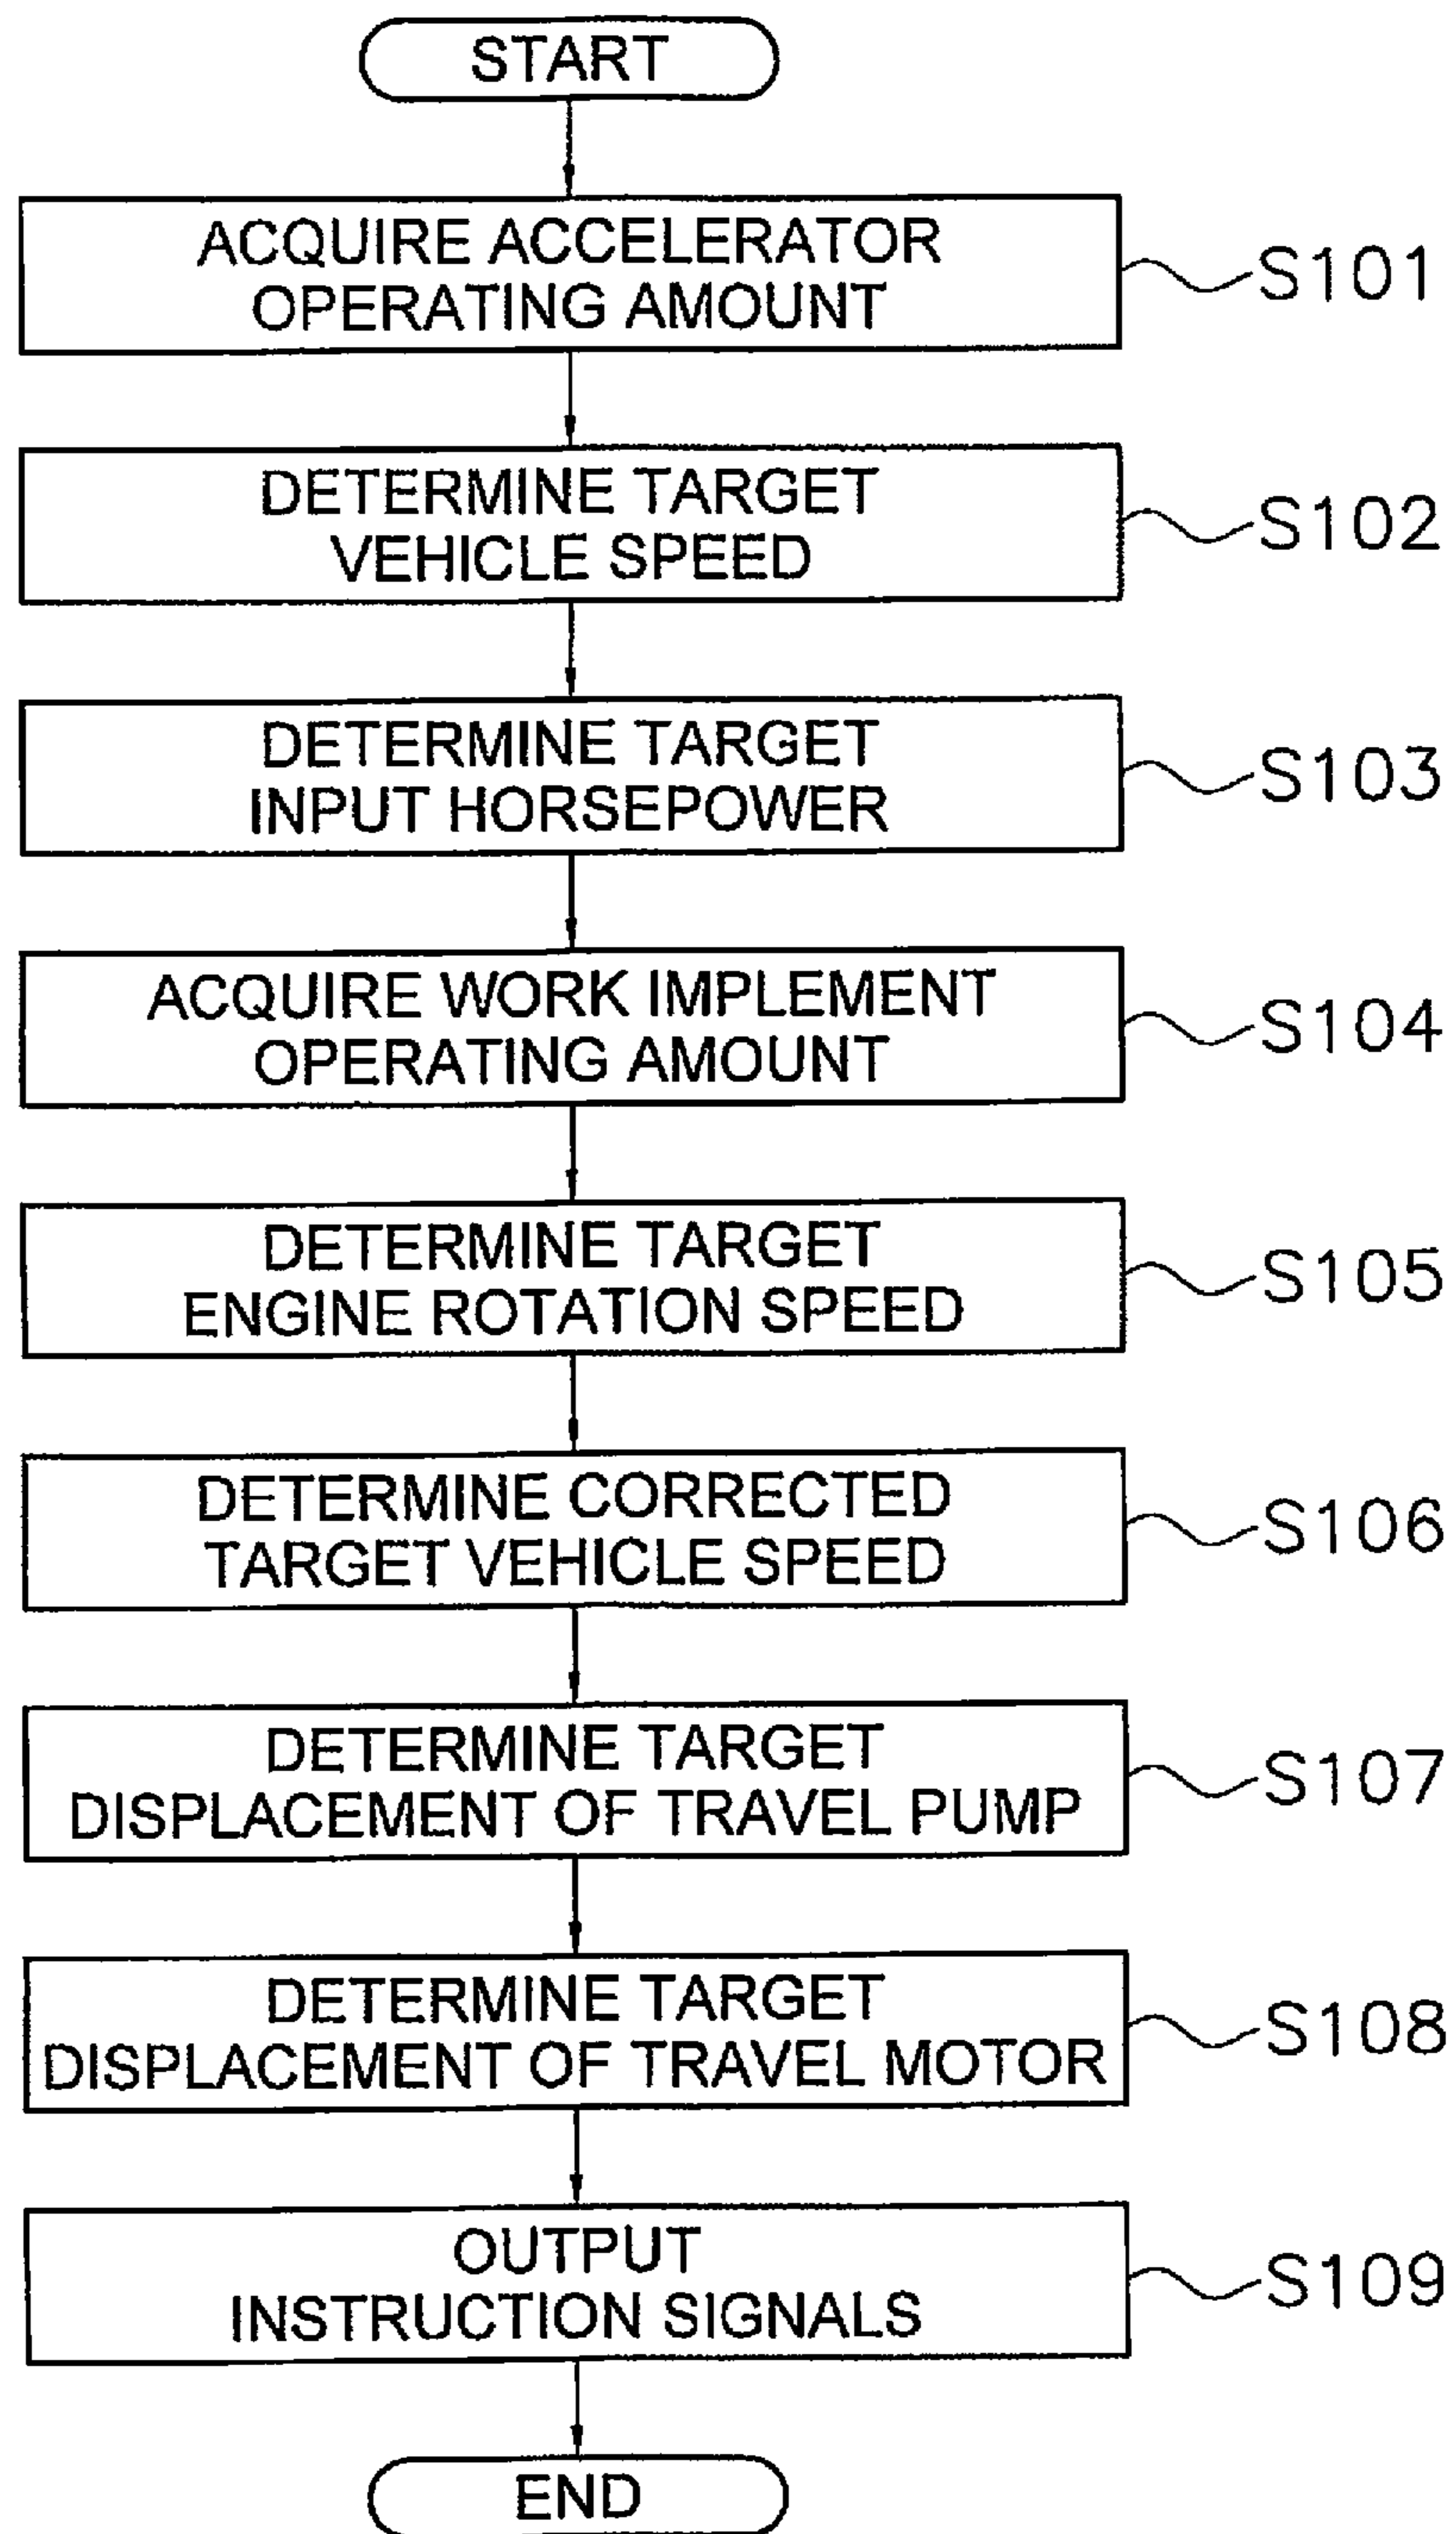 START
ACQUIRE ACCELERATOR
OPERATING AMOUNT
S101
DETERMINE TARGET
VEHICLE SPEED
S102
DETERMINE TARGET
INPUT HORSEPOWER
S103
ACQUIRE WORK IMPLEMENT
OPERATING AMOUNT
S104
DETERMINE TARGET
ENGINE ROTATION SPEED
S105
DETERMINE CORRECTED
TARGET VEHICLE SPEED
S106
DETERMINE TARGET
DISPLACEMENT OF TRAVEL PUMP
S107
DETERMINE TARGET
DISPLACEMENT OF TRAVEL MOTOR
S108
OUTPUT
INSTRUCTION SIGNALS
S109
END